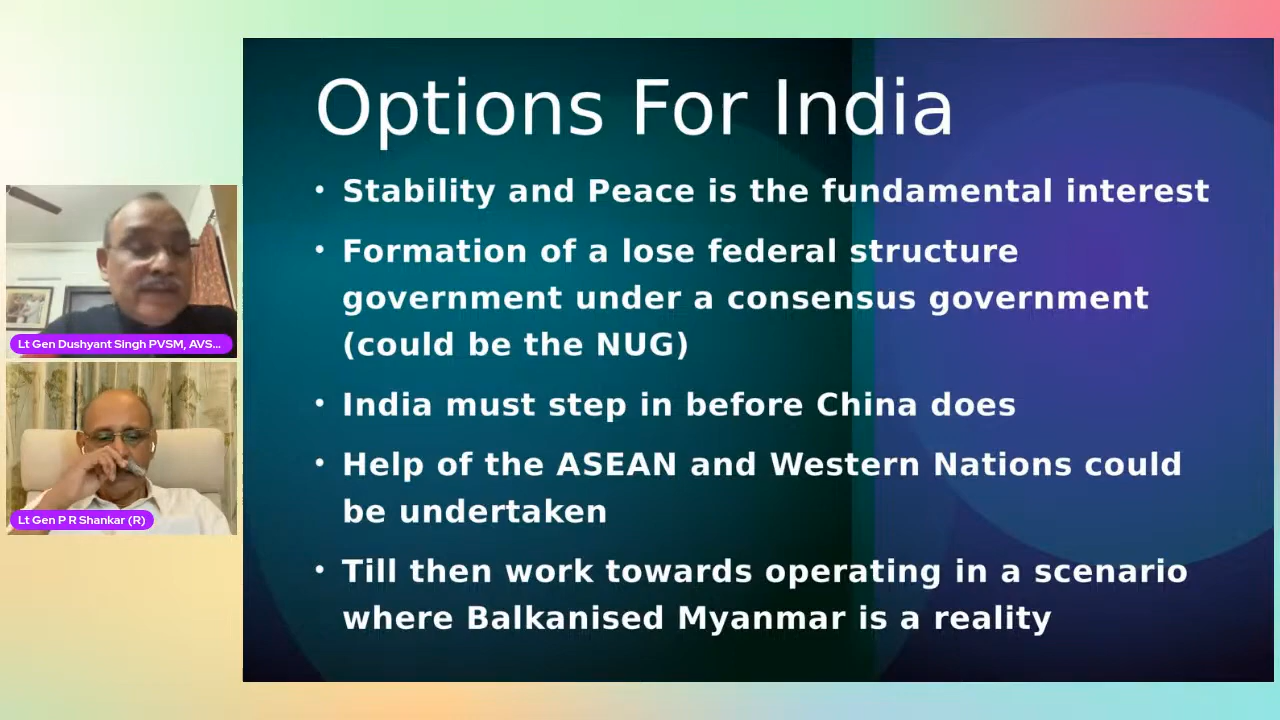 Options For India
• Stability and Peace is the fundamental interest
• Formation of a lose federal structure
government under a consensus government
(could be the NUG)
• India must step in before China does
• Help of the ASEAN and Western Nations could
be undertaken
• Till then work towards operating in a scenario
where Balkanised Myanmar is a reality
Lt Gen Dushyant Singh PVSM, AVS...
Lt Gen P R Shankar (R)